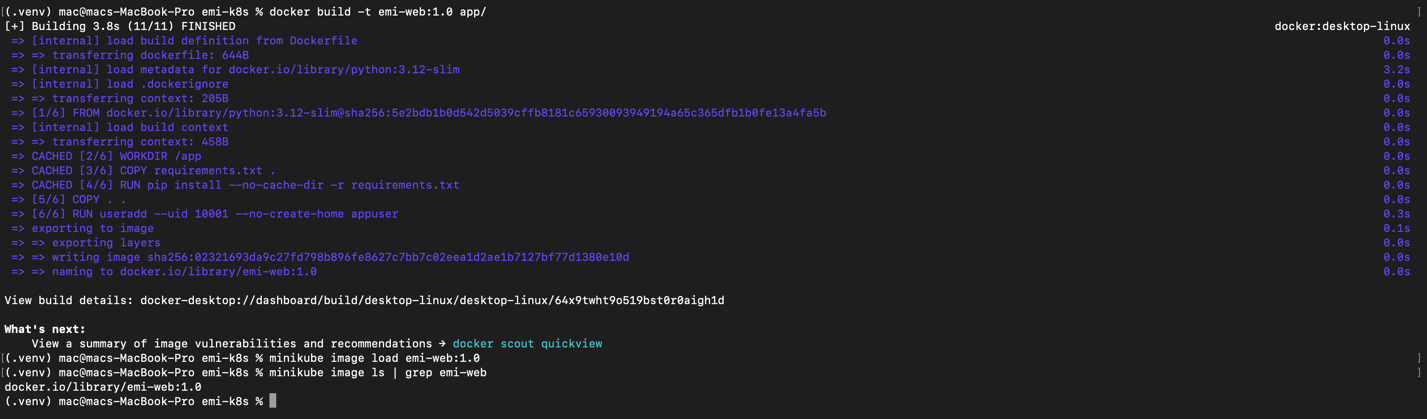 [(.venv) mac@macs-MacBook-Pro emi-k8s % docker build -t emi-web:1.0 app/ ]
[+] Building 3.8s (11/11) FINISHED docker:desktop-linux
=> [internal] load build definition from Dockerfile 0.0s
=> => transferring dockerfile: 644B 0.0s
=> [internal] load metadata for docker.io/library/python:3.12-slim 3.2s
=> [internal] load .dockerignore 0.0s
=> => transferring context: 205B 0.0s
=> [1/6] FROM docker.io/library/python:3.12-slim@sha256:5e2bdb1b0d542d5039cffb8181c65930093949194a65c365dfb1b0fe13a4fa5b 0.0s
=> [internal] load build context 0.0s
=> => transferring context: 458B 0.0s
=> CACHED [2/6] WORKDIR /app 0.0s
=> CACHED [3/6] COPY requirements.txt . 0.0s
=> CACHED [4/6] RUN pip install --no-cache-dir -r requirements.txt 0.0s
=> [5/6] COPY . . 0.0s
=> [6/6] RUN useradd --uid 10001 --no-create-home appuser 0.3s
=> exporting to image 0.1s
=> => exporting layers 0.0s
=> => writing image sha256:02321693da9c27fd798b896fe8627c7bb7c02eea1d2ae1b7127bf77d1380e10d 0.0s
=> => naming to docker.io/library/emi-web:1.0 0.0s
View build details: docker-desktop://dashboard/build/desktop-linux/desktop-linux/64x9twht9o519bst0r0aigh1d
What's next:
View a summary of image vulnerabilities and recommendations → docker scout quickview
[(.venv) mac@macs-MacBook-Pro emi-k8s % minikube image load emi-web:1.0 ]
[(.venv) mac@macs-MacBook-Pro emi-k8s % minikube image ls | grep emi-web ]
docker.io/library/emi-web:1.0
(.venv) mac@macs-MacBook-Pro emi-k8s %